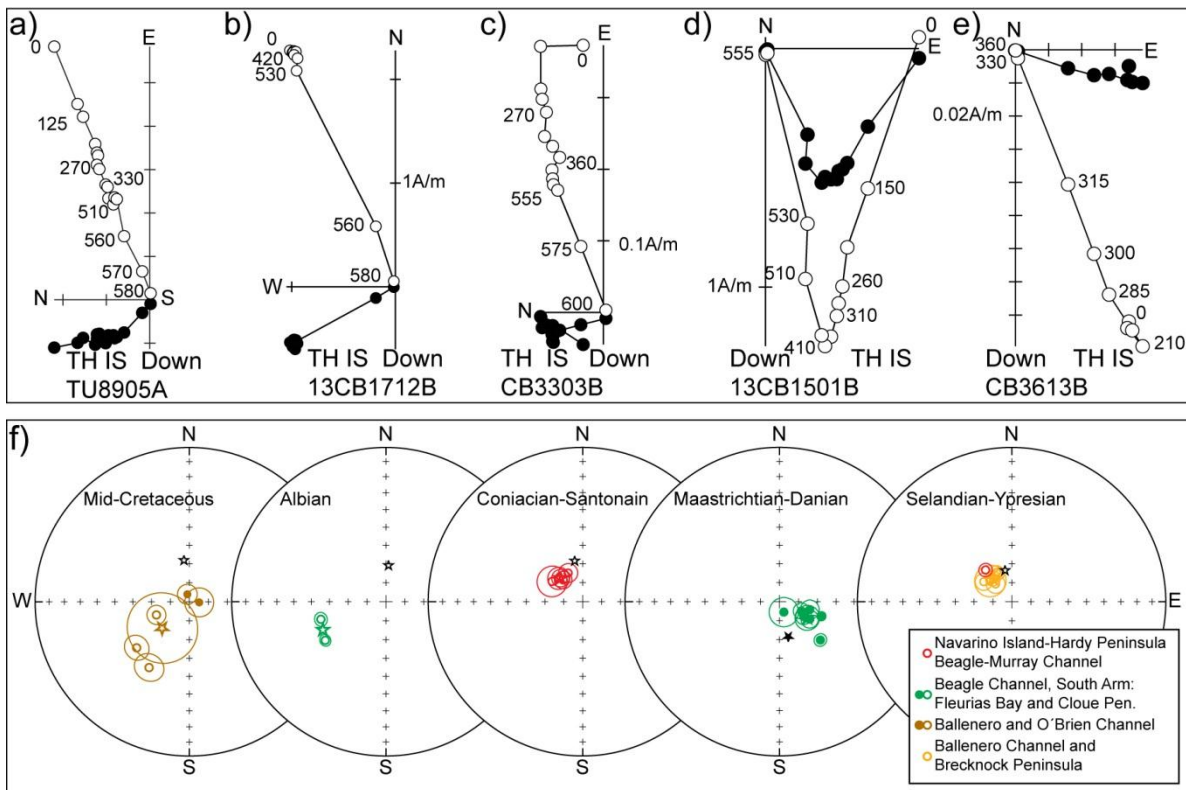 a)
E
0
125
270
330
510
560
570
580
N
S
TH IS Down
TU8905A
b)
N
0
420
530
1A/m
560
580
W
TH IS Down
13CB1712B
c)
E
0
270
360
555
0.1A/m
575
600
N
TH IS Down
CB3303B
d)
N
0
E
555
150
530
510
1A/m
260
310
410
Down
TH IS
13CB1501B
e)
N
360
330
E
0.02A/m
315
300
285
0
210
Down
TH IS
CB3613B
f)
N
N
N
N
N
Mid-Cretaceous
Albian
Coniacian-Santonain
Maastrichtian-Danian
Selandian-Ypresian
W
E
S
S
S
S
S
Navarino Island-Hardy Peninsula
Beagle-Murray Channel
Beagle Channel, South Arm:
Fleurias Bay and Cloue Pen.
Ballenero and O´Brien Channel
Ballenero Channel and
Brecknock Peninsula